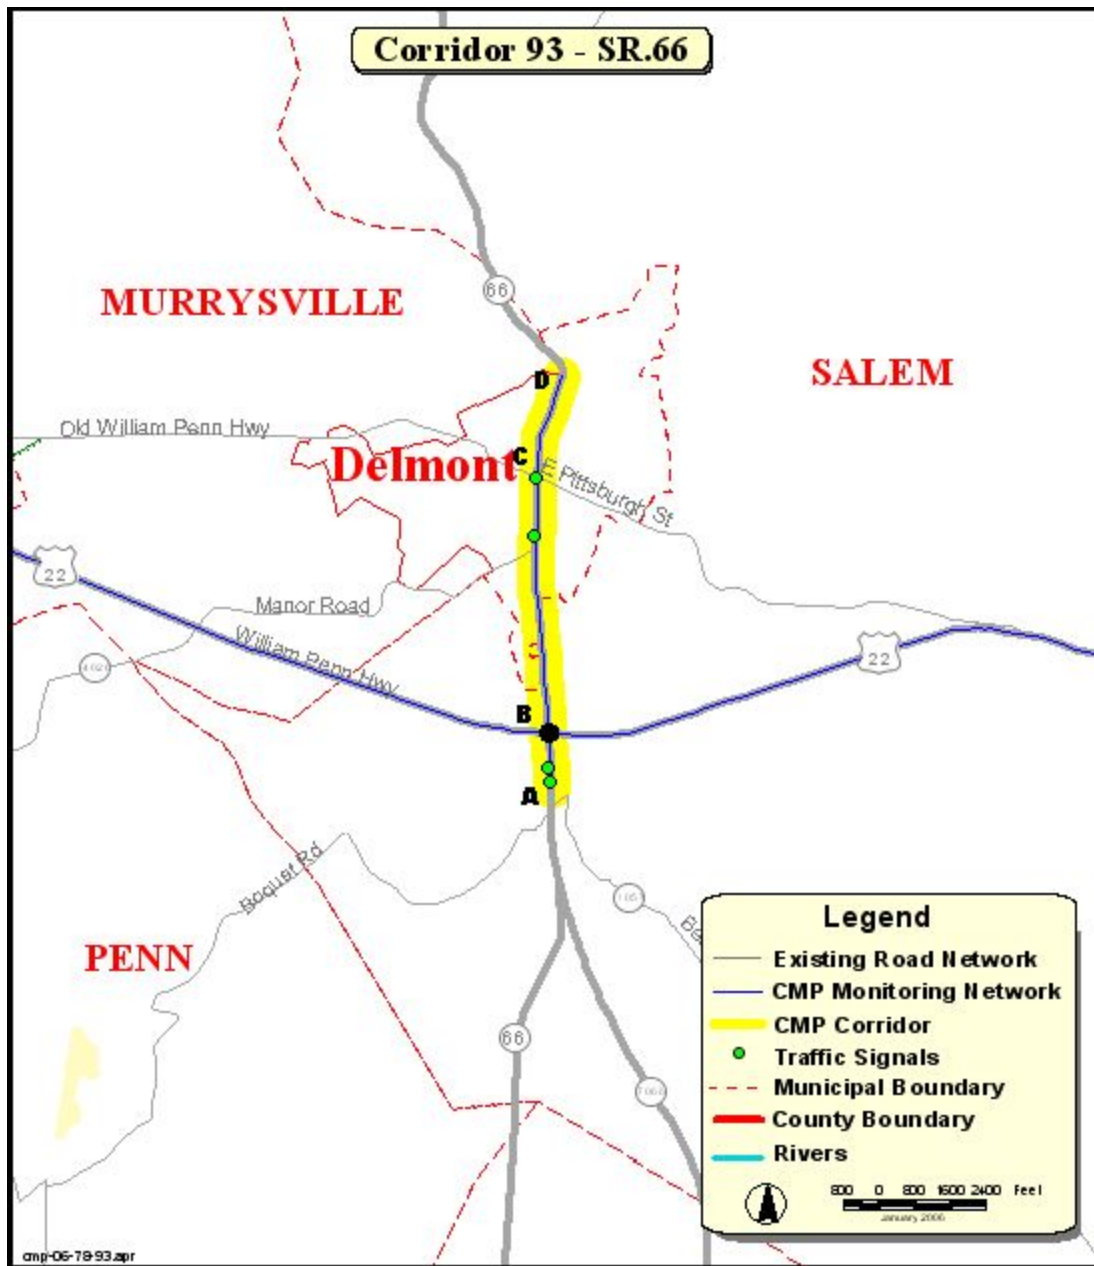 Corridor 93 - SR.66
66
MURRYSVILLE
SALEM
D
Old William Penn Hwy
C
Delmont
E Pittsburgh St
22
Manor Road
William Penn Hwy
22
B
A
Boquet Rd
PENN
66
Legend
Existing Road Network
CMP Monitoring Network
CMP Corridor
Traffic Signals
Municipal Boundary
County Boundary
Rivers
800 0 800 1600 2400 Feet
January 2006
cmp-06-78-93.apr